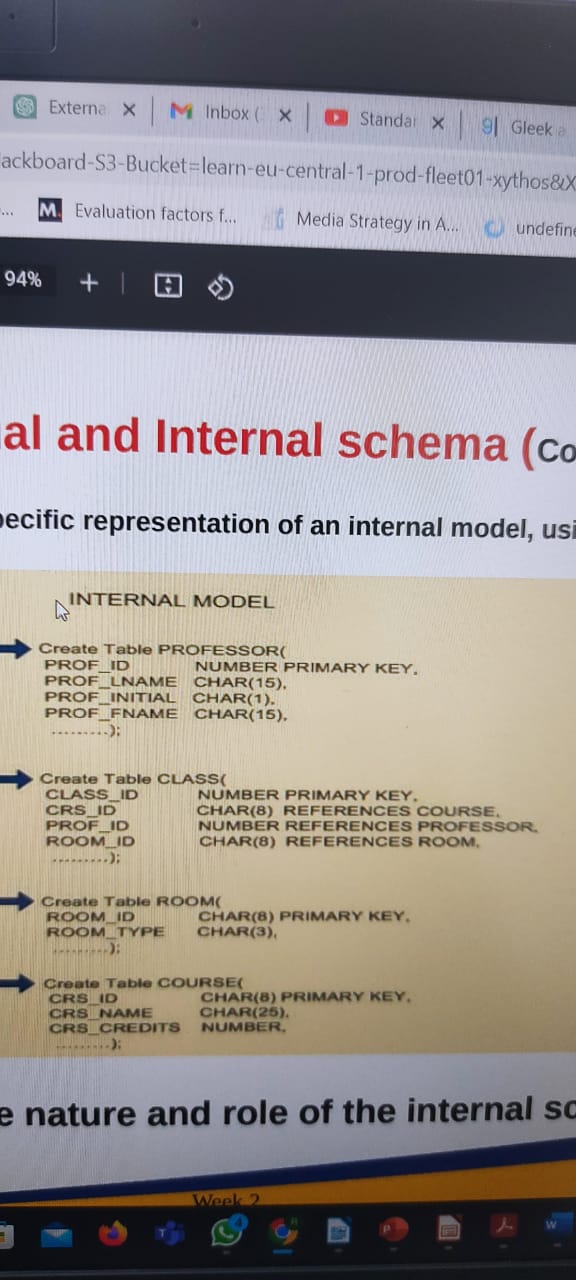 Externa
Inbox (
Standar
Gleek a
ackboard-S3-Bucket=learn-eu-central-1-prod-fleet01-xythos&X
... M. Evaluation factors f...
Media Strategy in A...
undefine
94%
al and Internal schema (Co
pecific representation of an internal model, usi
INTERNAL MODEL
Create Table PROFESSOR(
PROF_ID NUMBER PRIMARY KEY,
PROF_LNAME CHAR(15),
PROF_INITIAL CHAR(1),
PROF_FNAME CHAR(15),
.........);
Create Table CLASS(
CLASS_ID NUMBER PRIMARY KEY,
CRS_ID CHAR(8) REFERENCES COURSE,
PROF_ID NUMBER REFERENCES PROFESSOR,
ROOM_ID CHAR(8) REFERENCES ROOM,
.........);
Create Table ROOM(
ROOM_ID CHAR(8) PRIMARY KEY,
ROOM_TYPE CHAR(3),
.........);
Create Table COURSE(
CRS_ID CHAR(8) PRIMARY KEY,
CRS_NAME CHAR(25),
CRS_CREDITS NUMBER,
.........);
e nature and role of the internal sc
Week 2